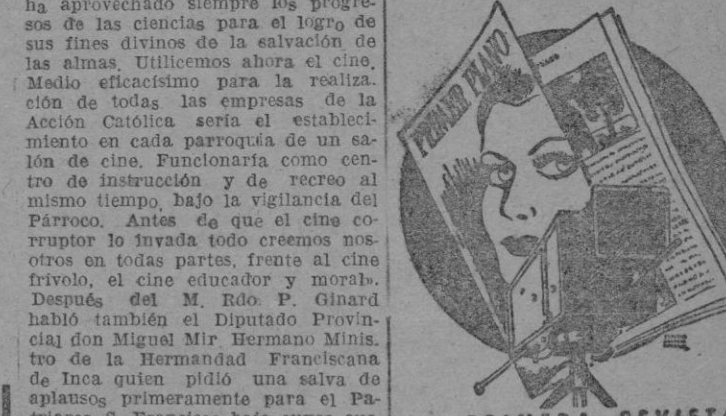 ha aprovechado siempre los progre-
sos de las ciencias para el logro de
sus fines divinos de la salvación de
las almas. Utilicemos ahora el cine.
Medio eficacísimo para la realiza.
ción de todas las empresas de la
Acción Católica sería el estableci-
miento en cada parroquia de un sa-
lón de cine. Funcionaría como cen-
tro de instrucción y de recreo al
mismo tiempo, bajo la vigilancia del
Párroco. Antes de que el cine co-
rruptor lo invada todo creemos nos-
otros en todas partes, frente al cine
frívolo, el cine educador y moral».
Después del M. Rdo. P. Ginard
habló también el Diputado Provin-
cial don Miguel Mir, Hermano Minis.
tro de la Hermandad Franciscana
de Inca quien pidió una salva de
aplausos primeramente para el Pa-
PRIMER PLANO